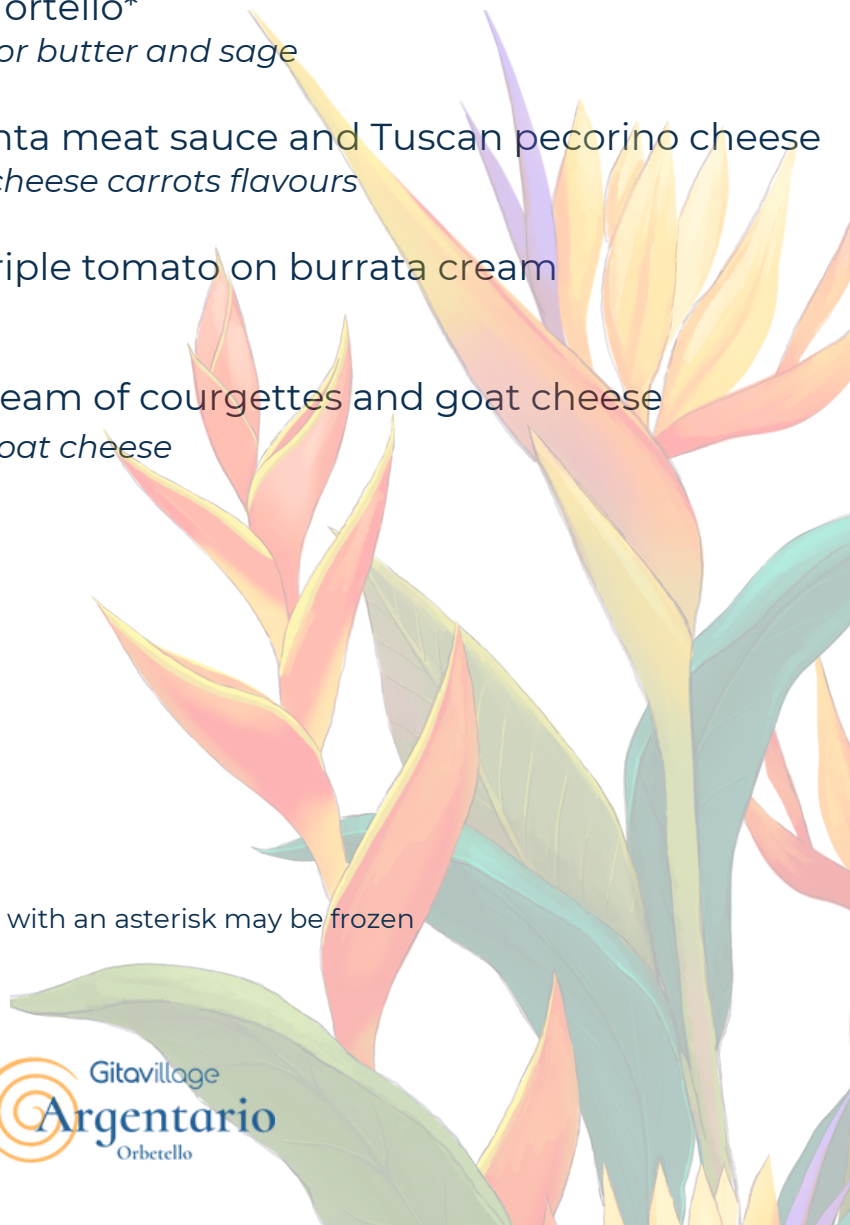 ortello*
or butter and sage
nta meat sauce and Tuscan pecorino cheese
cheese carrots flavours
riple tomato on burrata cream
eam of courgettes and goat cheese
oat cheese
with an asterisk may be frozen
Gitavillage
Argentario
Orbetello